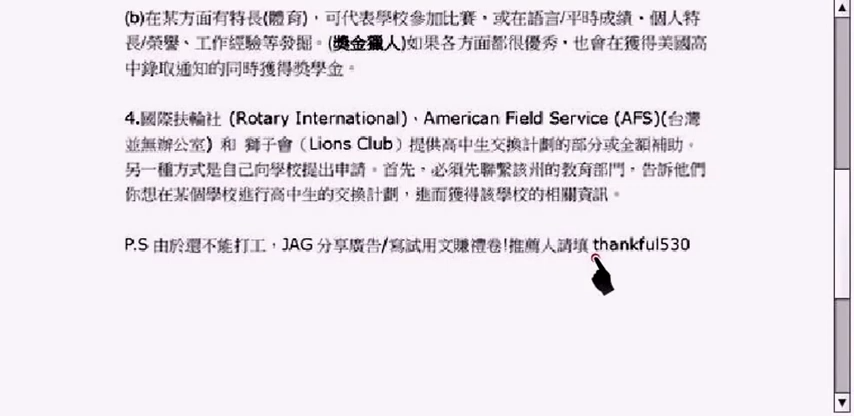 (b)在某方面有特長(體育)，可代表學校參加比賽，或在語言/平時成績、個人特
長/榮譽、工作經驗等發掘。(獎金獵人)如果各方面都很優秀，也會在獲得美國高
中錄取通知的同時獲得獎學金。
4.國際扶輪社 (Rotary International)、American Field Service (AFS)(台灣
並無辦公室) 和 獅子會（Lions Club）提供高中生交換計劃的部分或全額補助。
另一種方式是自己向學校提出申請。首先，必須先聯繫該州的教育部門，告訴他們
你想在某個學校進行高中生的交換計劃，進而獲得該學校的相關資訊。
P.S 由於還不能打工，JAG 分享廣告/寫試用文賺禮卷!推薦人請填 thankful530